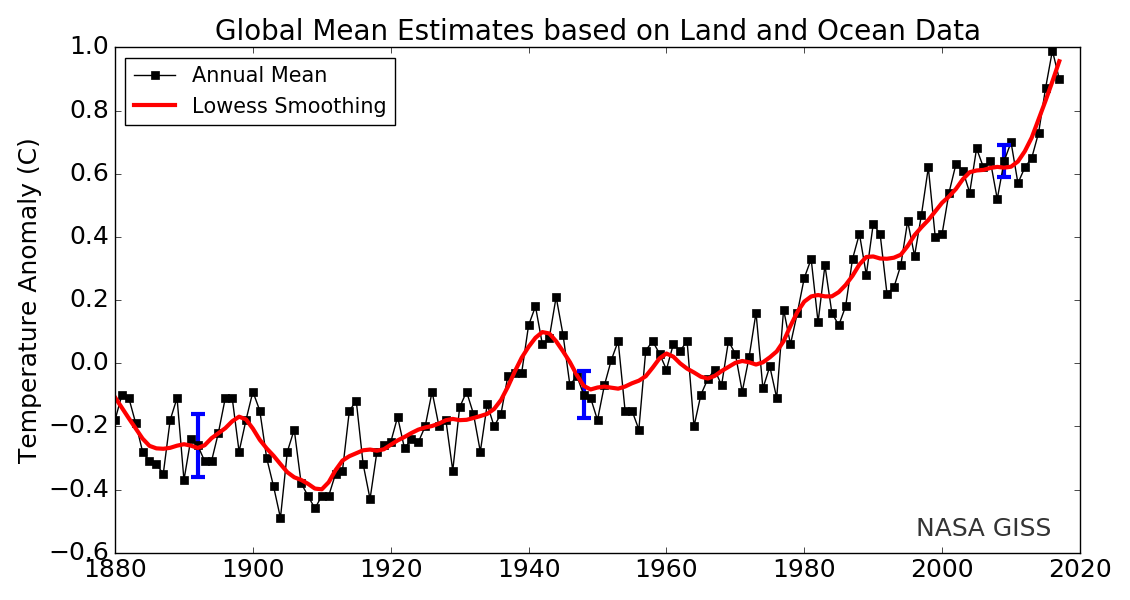 Global Mean Estimates based on Land and Ocean Data
Annual Mean
Lowess Smoothing
Temperature Anomaly (C)
1.0
0.8
0.6
0.4
0.2
0.0
−0.2
−0.4
−0.6
NASA GISS
1880 1900 1920 1940 1960 1980 2000 2020